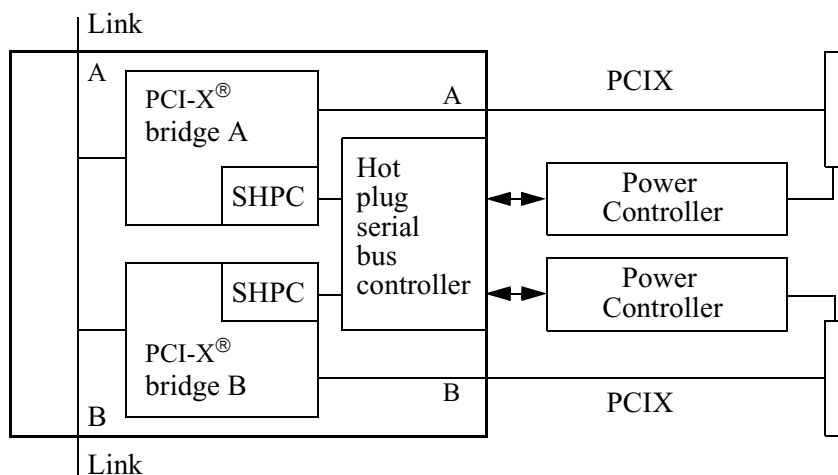 Link
A
PCI-X®
bridge A
SHPC
A
PCIX
Hot
plug
serial
bus
controller
Power
Controller
SHPC
PCI-X®
bridge B
Power
Controller
B
B
PCIX
Link